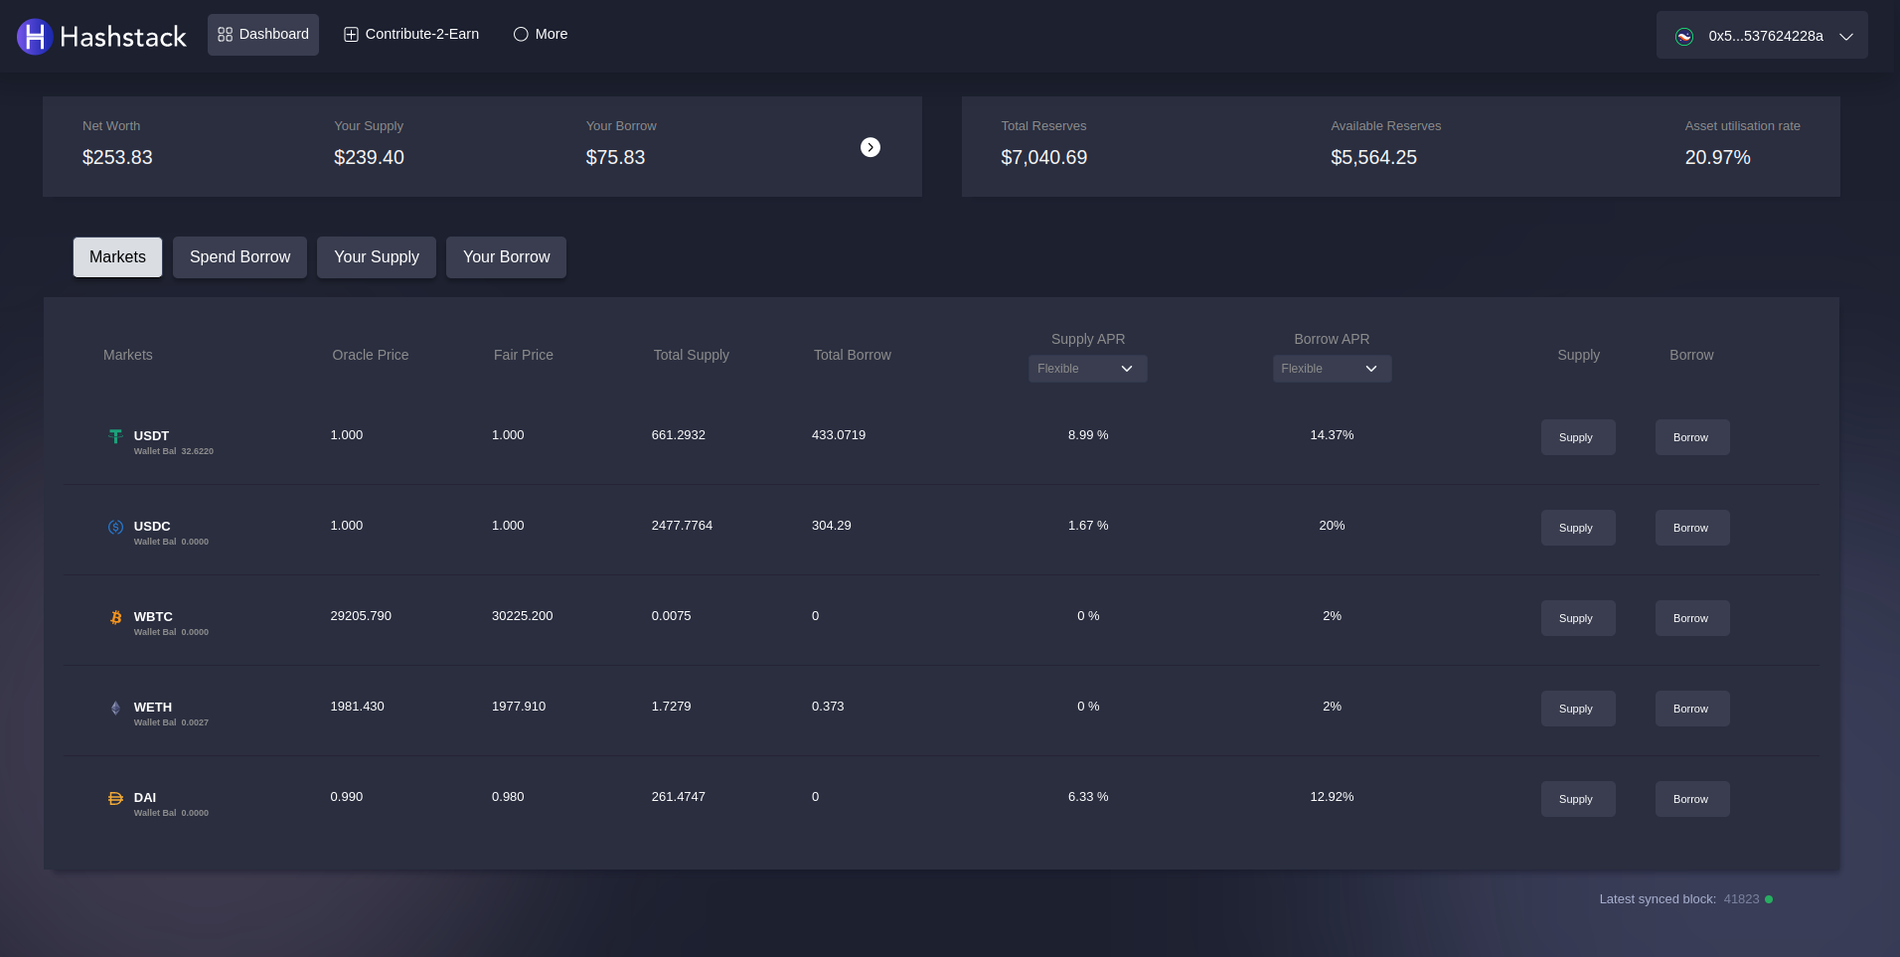 Hashstack Dashboard Contribute-2-Earn More 0x5...537624228a
Net Worth Your Supply Your Borrow Total Reserves Available Reserves Asset utilisation rate
$253.83 $239.40 $75.83 $7,040.69 $5,564.25 20.97%
Markets Spend Borrow Your Supply Your Borrow
Supply APR Borrow APR
Markets Oracle Price Fair Price Total Supply Total Borrow Supply Borrow
Flexible Flexible
USDT 1.000 1.000 661.2932 433.0719 8.99 % 14.37% Supply Borrow
Wallet Bal 32.6220
USDC 1.000 1.000 2477.7764 304.29 1.67 % 20% Supply Borrow
Wallet Bal 0.0000
WBTC 29205.790 30225.200 0.0075 0 0 % 2% Supply Borrow
Wallet Bal 0.0000
WETH 1981.430 1977.910 1.7279 0.373 0 % 2% Supply Borrow
Wallet Bal 0.0027
DAI 0.990 0.980 261.4747 0 6.33 % 12.92% Supply Borrow
Wallet Bal 0.0000
Latest synced block: 41823